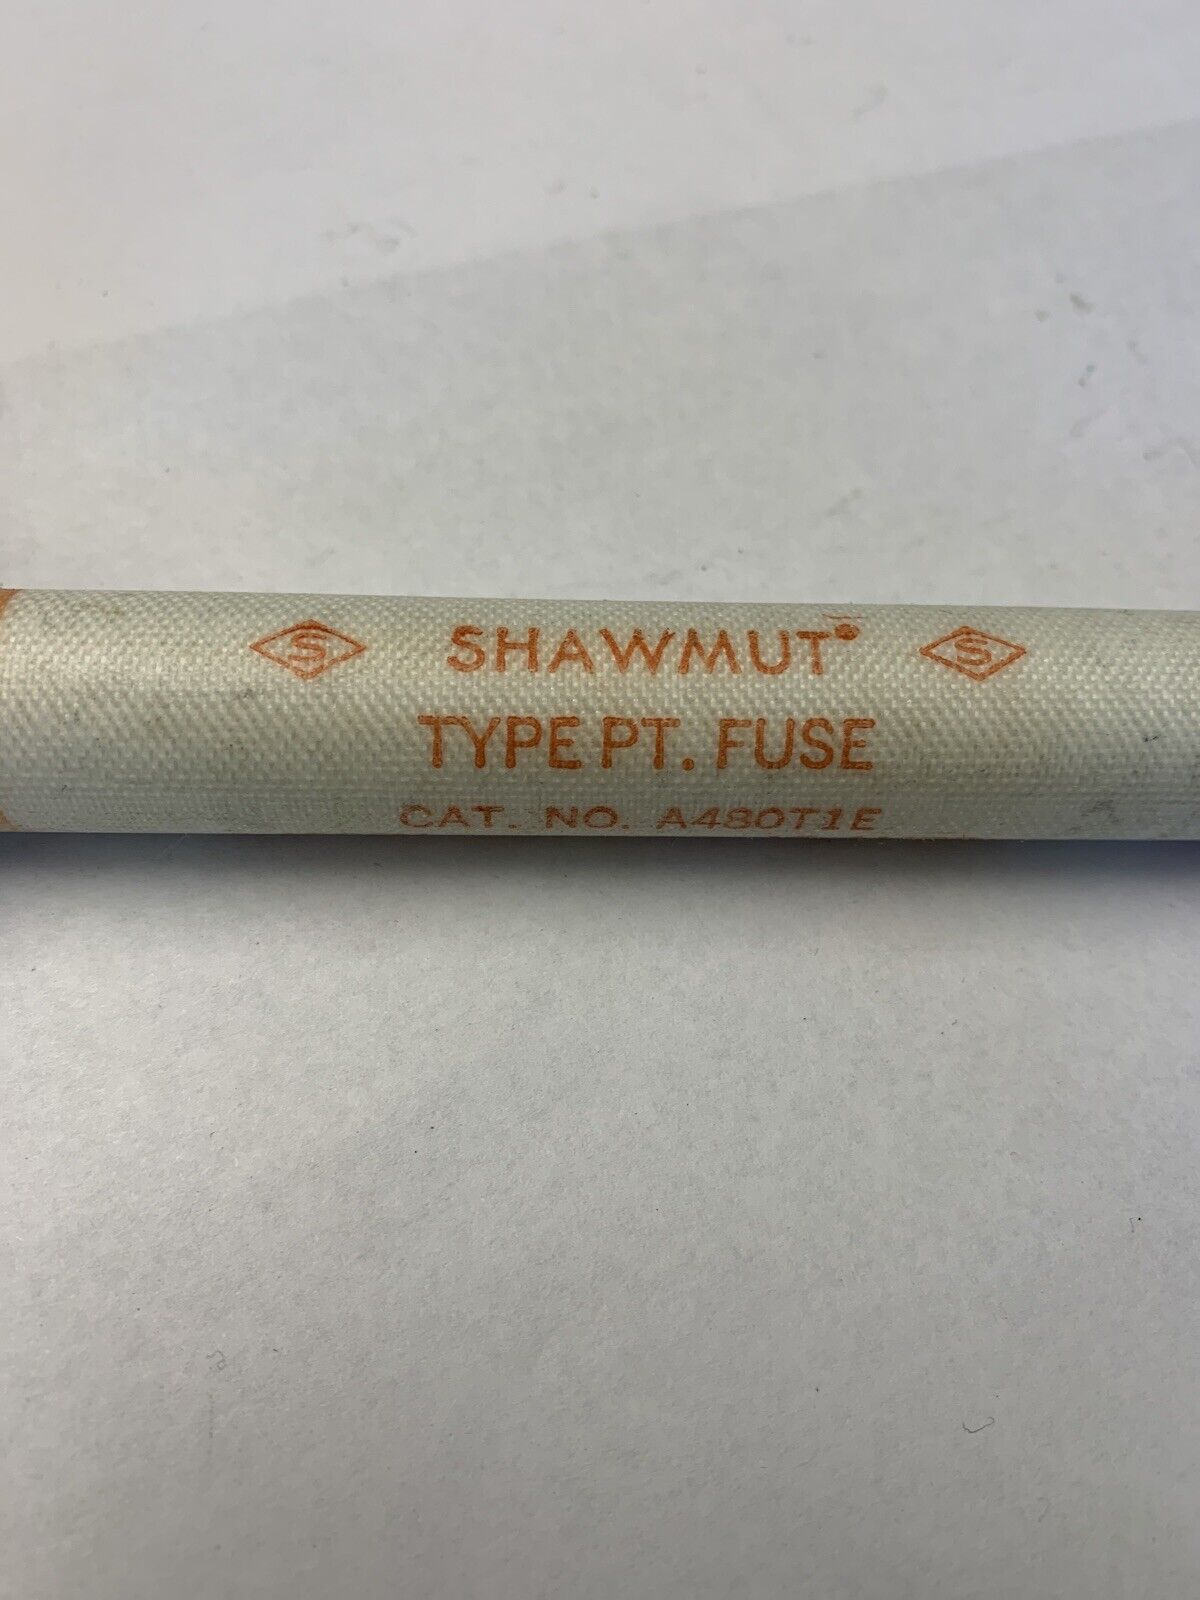 S SHAWMUT S
TYPE PT. FUSE
CAT. NO. A480T1E